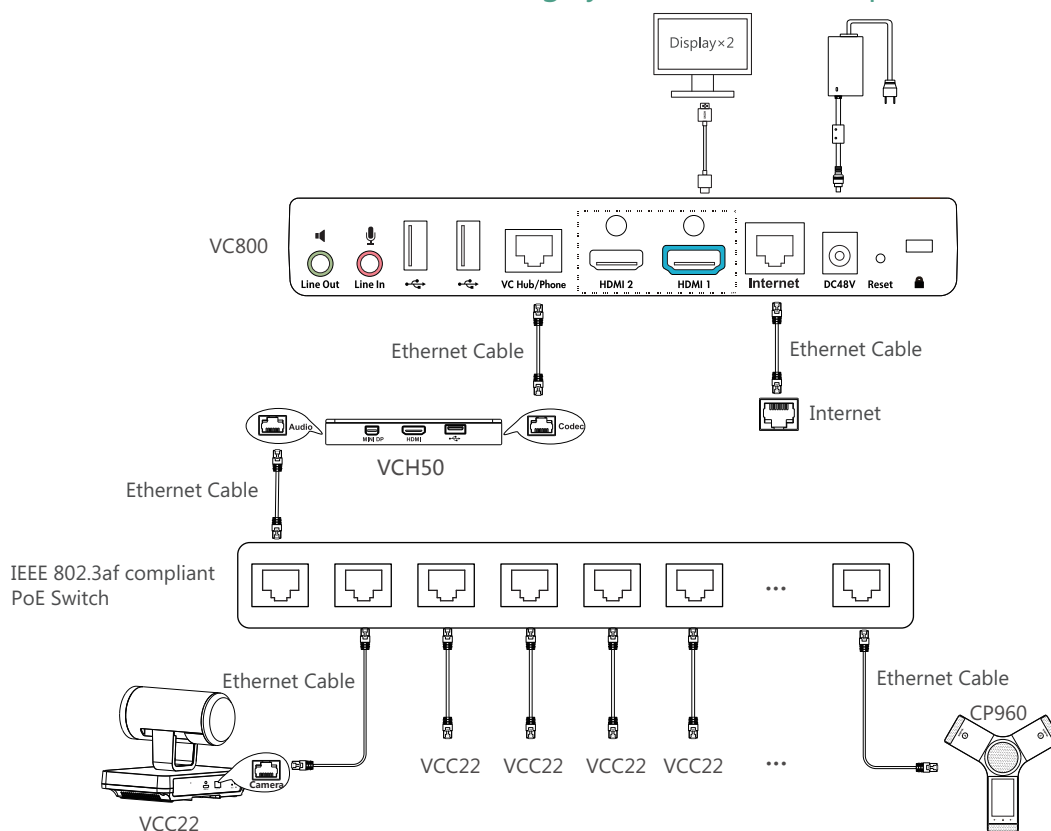 Display×2
VC800
Line Out
Line In
VC Hub/Phone
HDMI 2
HDMI 1
Internet
DC48V
Reset
Ethernet Cable
Ethernet Cable
Internet
Audio
MINI DP
HDMI
Codec
VCH50
Ethernet Cable
IEEE 802.3af compliant
PoE Switch
...
Ethernet Cable
Ethernet Cable
CP960
Camera
VCC22
VCC22
VCC22
VCC22
...
VCC22